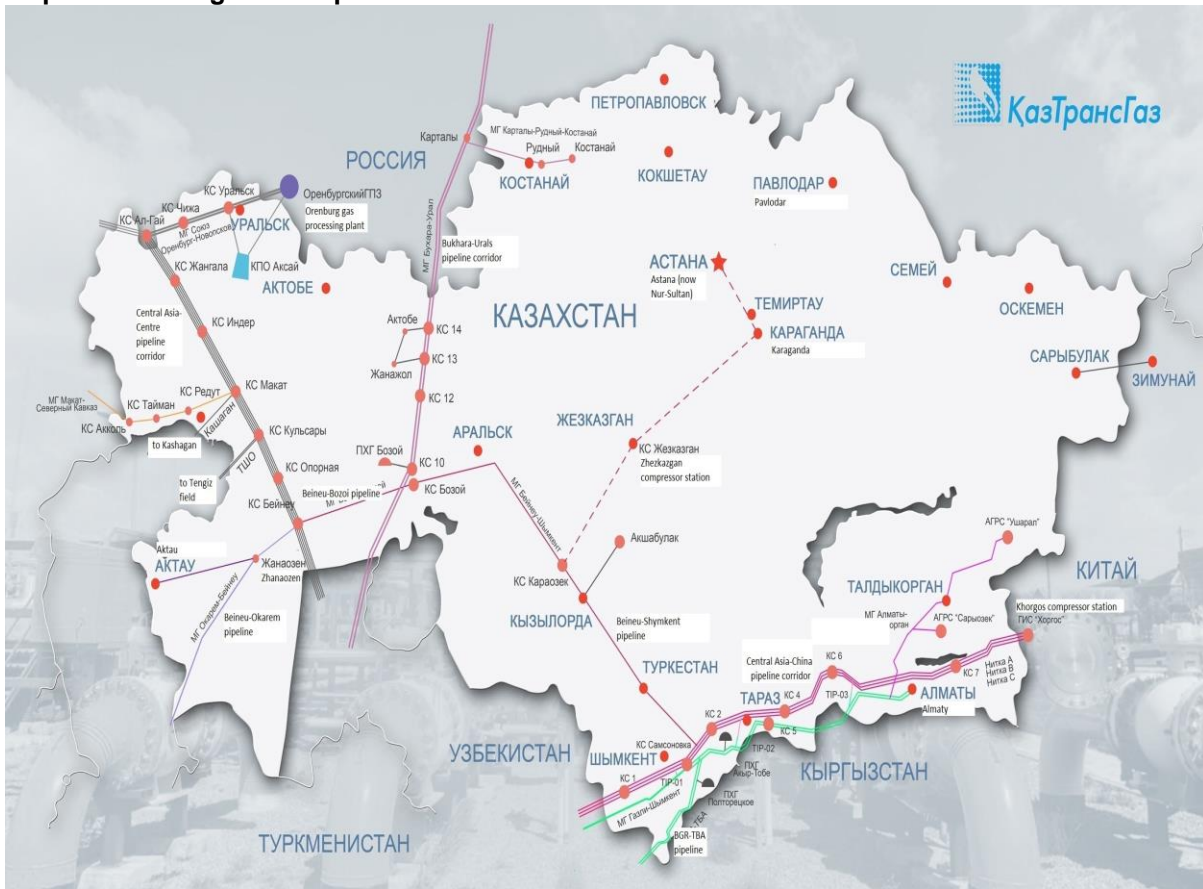 ҚазТрансГаз
ПЕТРОПАВЛОВСК
Карталы
МГ Карталы-Рудный-Костанай
Рудный
Костанай
РОССИЯ
КОСТАНАЙ
КОКШЕТАУ
ПАВЛОДАР
Pavlodar
КС Уральск
ОренбургскийГПЗ
Orenburg gas
processing plant
КС Чижа
КС Ал-Гай
УРАЛЬСК
МГ Союз
Оренбург-Новопсков
КС Жангала
КПО Аксай
АКТОБЕ
МГ Бухара-Урал
Bukhara-Urals
pipeline corridor
АСТАНА
Astana (now
Nur-Sultan)
СЕМЕЙ
ОСКЕМЕН
ТЕМИРТАУ
КАЗАХСТАН
КАРАГАНДА
Karaganda
Central Asia-
Centre
pipeline
corridor
КС Индер
Актобе
КС 14
КС 13
Жанажол
КС 12
САРЫБУЛАК
ЗИМУНАЙ
КС Макат
КС Редут
КС Тайман
МГ Макат-
Северный Кавказ
КС Акколь
Кашаган
to Kashagan
КС Кульсары
ТШО
to Tengiz
field
КС Опорная
ЖЕЗКАЗГАН
КС Жезказган
Zhezkazgan
compressor station
АРАЛЬСК
ПХГ Бозой
КС 10
КС Бозой
КС Бейнеу
Beineu-Bozoi pipeline
МГ Бейнеу-Шымкент
Акшабулак
КС Караозек
КЫЗЫЛОРДА
АГРС "Ушарал"
КИТАЙ
Aktau
АКТАУ
Жанаозен
Zhanaozen
МГ Окарем-Бейнеу
Beineu-Okarem
pipeline
Beineu-Shymkent
pipeline
ТАЛДЫКОРГАН
МГ Алматы-
АГРС "Сарыозек"
Khorgos compressor station
ГИС "Хоргос"
ТУРКЕСТАН
Central Asia-China
pipeline corridor
КС 6
КС 7
Нитка А
Нитка В
Нитка С
ТАРАЗ
КС 4
TIP-03
АЛМАТЫ
Almaty
КС 2
КС 5
КС Самсоновка
TIP-02
УЗБЕКИСТАН
ШЫМКЕНТ
КС 1
TIP-01
ПХГ
Акыр-Тобе
КЫРГЫЗСТАН
ПХГ
Полторецкое
МГ Газли-Шымкент
-ТБА
BGR-TBA
pipeline
ТУРКМЕНИСТАН